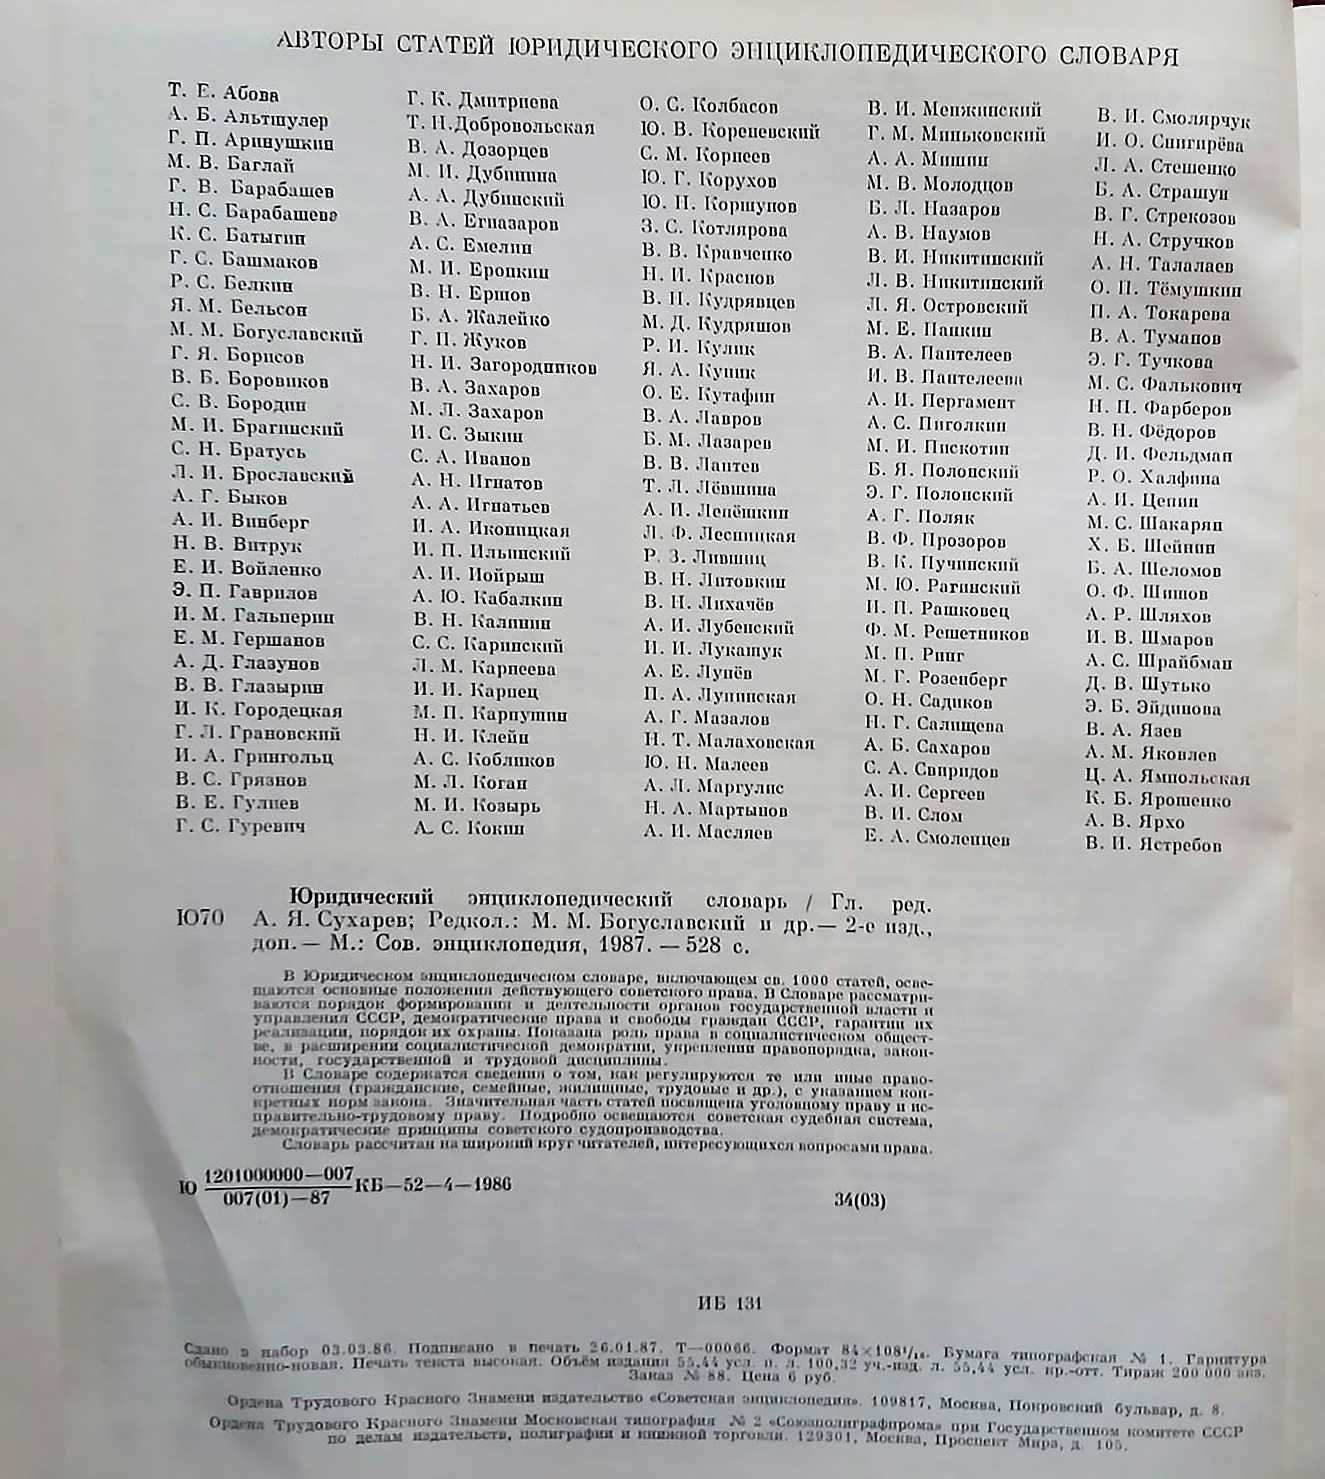 АВТОРЫ СТАТЕЙ ЮРИДИЧЕСКОГО ЭНЦИКЛОПЕДИЧЕСКОГО СЛОВАРЯ
Т. Е. Абова
А. Б. Альтшулер
Г. П. Аринушкин
М. В. Баглай
Г. В. Барабашев
Н. С. Барабашева
К. С. Батыгин
Г. С. Башмаков
Р. С. Белкин
Я. М. Бельсон
М. М. Богуславский
Г. Я. Борисов
В. Б. Боровиков
С. В. Бородин
М. И. Брагинский
С. Н. Братусь
Л. И. Брославский
А. Г. Быков
А. И. Винберг
Н. В. Витрук
Е. И. Войленко
Э. П. Гаврилов
И. М. Гальперин
Е. М. Гершанов
А. Д. Глазунов
В. В. Глазырин
И. К. Городецкая
Г. Л. Грановский
И. А. Грингольц
В. С. Грязнов
В. Е. Гулиев
Г. С. Гуревич
Г. К. Дмитриева
Т. Н.Добровольская
В. А. Дозорцев
М. И. Дубинина
А. А. Дубинский
В. А. Егиазаров
А. С. Емелин
М. И. Еропкин
В. Н. Ершов
Б. А. Жалейко
Г. П. Жуков
Н. И. Загородников
В. А. Захаров
М. Л. Захаров
И. С. Зыкин
С. А. Иванов
А. Н. Игнатов
А. А. Игнатьев
И. А. Иконицкая
И. П. Ильинский
А. И. Йойрыш
А. Ю. Кабалкин
В. Н. Калинин
С. С. Каринский
Л. М. Карнеева
И. И. Карпец
М. П. Карпушин
Н. И. Клейн
А. С. Кобликов
М. Л. Коган
М. И. Козырь
А. С. Кокин
О. С. Колбасов
Ю. В. Кореневский
С. М. Корнеев
Ю. Г. Корухов
Ю. Н. Коршунов
З. С. Котлярова
В. В. Кравченко
Н. И. Краснов
В. Н. Кудрявцев
М. Д. Кудряшов
Р. И. Кулик
Я. А. Куник
О. Е. Кутафин
В. А. Лавров
Б. М. Лазарев
В. В. Лаптев
Т. Л. Лёвшина
А. И. Лепёшкин
Л. Ф. Лесницкая
Р. З. Лившиц
В. Н. Литовкин
В. Н. Лихачёв
А. И. Лубенский
И. И. Лукашук
А. Е. Лунёв
П. А. Лупинская
А. Г. Мазалов
Н. Т. Малаховская
Ю. Н. Малеев
А. Л. Маргулис
Н. А. Мартынов
А. И. Масляев
В. И. Менжинский
Г. М. Миньковский
А. А. Мишин
М. В. Молодцов
Б. Л. Назаров
А. В. Наумов
В. И. Никитинский
Л. В. Никитинский
Л. Я. Островский
М. Е. Панкин
В. А. Пантелеев
И. В. Пантелеева
А. И. Пергамент
А. С. Пиголкин
М. И. Пискотин
Б. Я. Полонский
Э. Г. Полонский
А. Г. Поляк
В. Ф. Прозоров
В. К. Пучинский
М. Ю. Рагинский
И. П. Рашковец
Ф. М. Решетников
М. П. Ринг
М. Г. Розенберг
О. Н. Садиков
Н. Г. Салищева
А. Б. Сахаров
С. А. Свиридов
А. И. Сергеев
В. И. Слом
Е. А. Смоленцев
В. И. Смолярчук
И. О. Снигирёва
Л. А. Стешенко
Б. А. Страшун
В. Г. Стрекозов
Н. А. Стручков
А. Н. Талалаев
О. П. Тёмушкин
П. А. Токарева
В. А. Туманов
Э. Г. Тучкова
М. С. Фалькович
Н. П. Фарберов
В. Н. Фёдоров
Д. И. Фельдман
Р. О. Халфина
А. И. Цепин
М. С. Шакарян
Х. Б. Шейнин
Б. А. Шеломов
О. Ф. Шишов
А. Р. Шляхов
И. В. Шмаров
А. С. Шрайбман
Д. В. Шутько
Э. Б. Эйдинова
В. А. Язев
А. М. Яковлев
Ц. А. Ямпольская
К. Б. Ярошенко
А. В. Ярхо
В. И. Ястребов
Юридический энциклопедический словарь / Гл. ред.
Ю70 А. Я. Сухарев; Редкол.: М. М. Богуславский и др.— 2-е изд.,
доп.— М.: Сов. энциклопедия, 1987. — 528 с.
В Юридическом энциклопедическом словаре, включающем св. 1000 статей, осве-
щаются основные положения действующего советского права. В Словаре рассматри-
ваются порядок формирования и деятельности органов государственной власти и
управления СССР, демократические права и свободы граждан СССР, гарантии их
реализации, порядок их охраны. Показана роль права в социалистическом общест-
ве, в расширении социалистической демократии, укреплении правопорядка, закон-
ности, государственной и трудовой дисциплины.
В Словаре содержатся сведения о том, как регулируются те или иные право-
отношения (гражданские, семейные, жилищные, трудовые и др.), с указанием кон-
кретных норм закона. Значительная часть статей посвящена уголовному праву и ис-
правительно-трудовому праву. Подробно освещаются советская судебная система,
демократические принципы советского судопроизводства.
Словарь рассчитан на широкий круг читателей, интересующихся вопросами права.
Ю 1201000000—007
007(01)—87 КБ—52—4—1986
34(03)
ИБ 131
Сдано в набор 03.03.86. Подписано в печать 26.01.87. Т—00066. Формат 84×108¹/₁₆. Бумага типографская № 1. Гарнитура
обыкновенно-новая. Печать текста высокая. Объём издания 55,44 усл. п. л. 100,32 уч.-изд. л. 55,44 усл. кр.-отт. Тираж 200 000 экз.
Заказ № 88. Цена 6 руб.
Ордена Трудового Красного Знамени издательство «Советская энциклопедия». 109817, Москва, Покровский бульвар, д. 8.
Ордена Трудового Красного Знамени Московская типография № 2 «Союзполиграфпрома» при Государственном комитете СССР
по делам издательств, полиграфии и книжной торговли. 129301, Москва, Проспект Мира, д. 105.